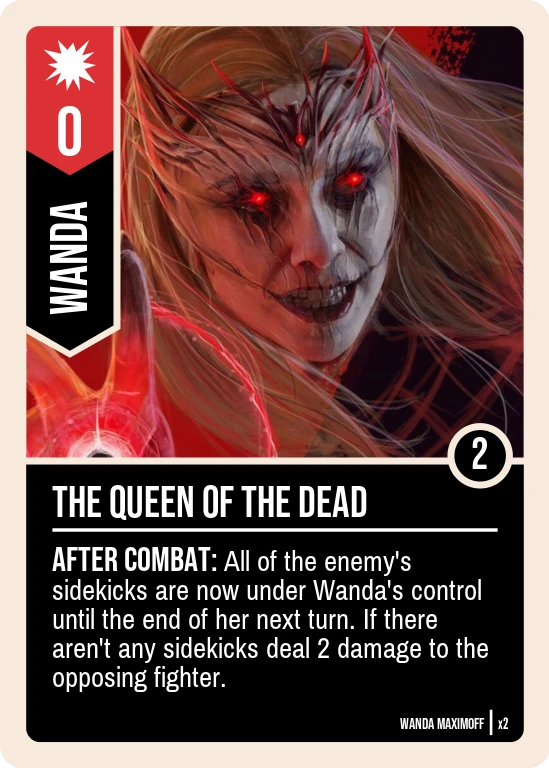 0
WANDA
2
THE QUEEN OF THE DEAD
AFTER COMBAT: All of the enemy's
sidekicks are now under Wanda's control
until the end of her next turn. If there
aren't any sidekicks deal 2 damage to the
opposing fighter.
WANDA MAXIMOFF | x2